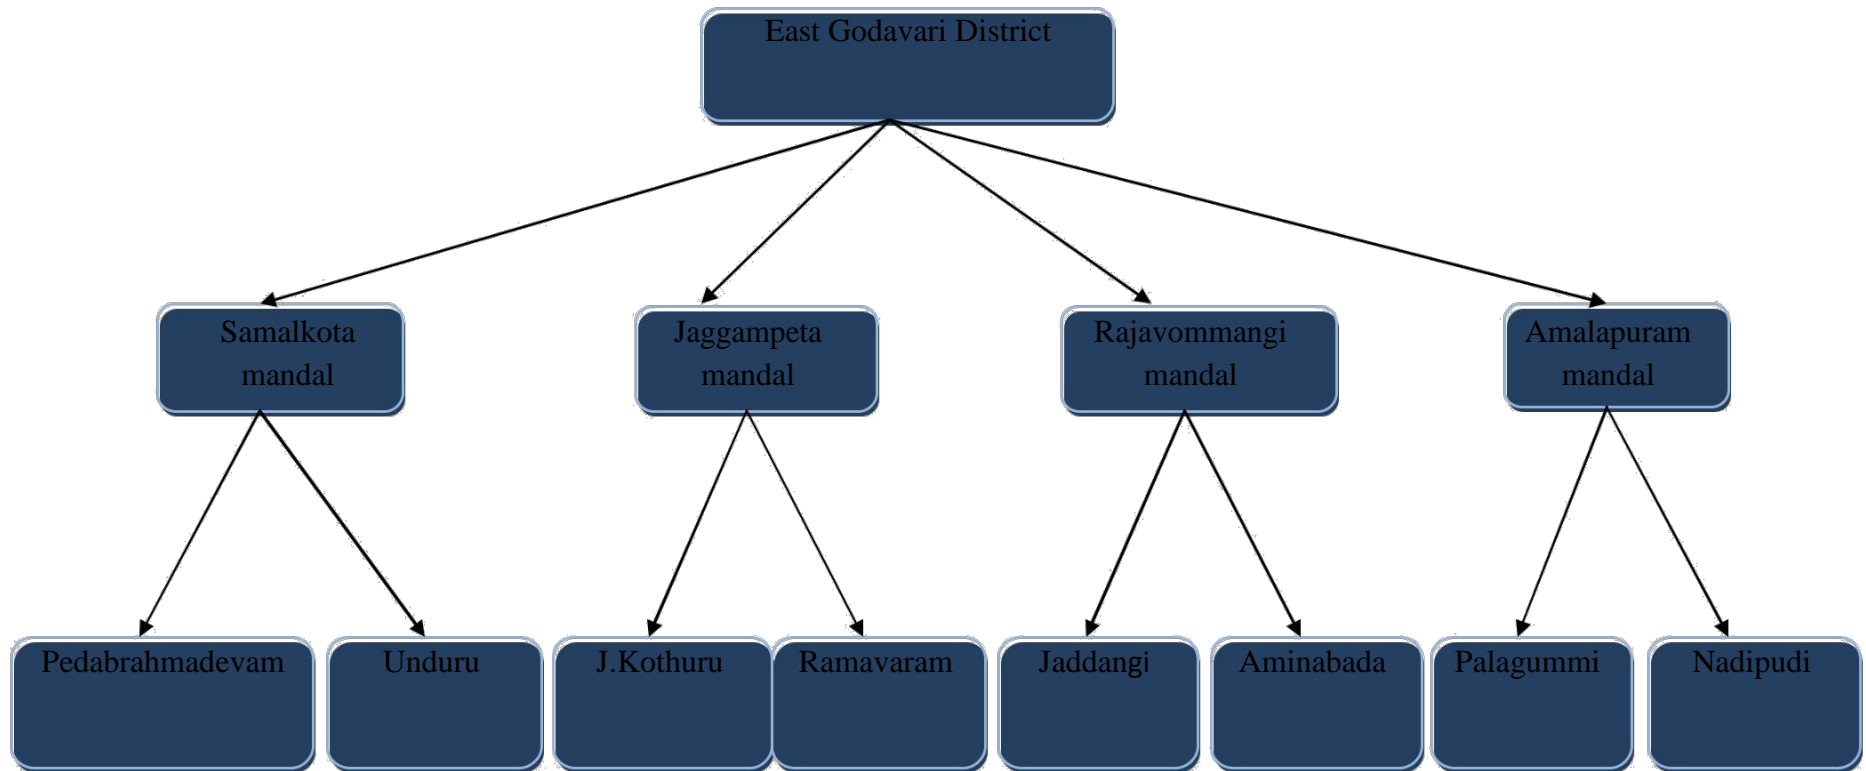 East Godavari District
Samalkota
mandal
Jaggampeta
mandal
Rajavommangi
mandal
Amalapuram
mandal
Pedabrahmadevam
Unduru
J.Kothuru
Ramavaram
Jaddangi
Aminabada
Palagummi
Nadipudi